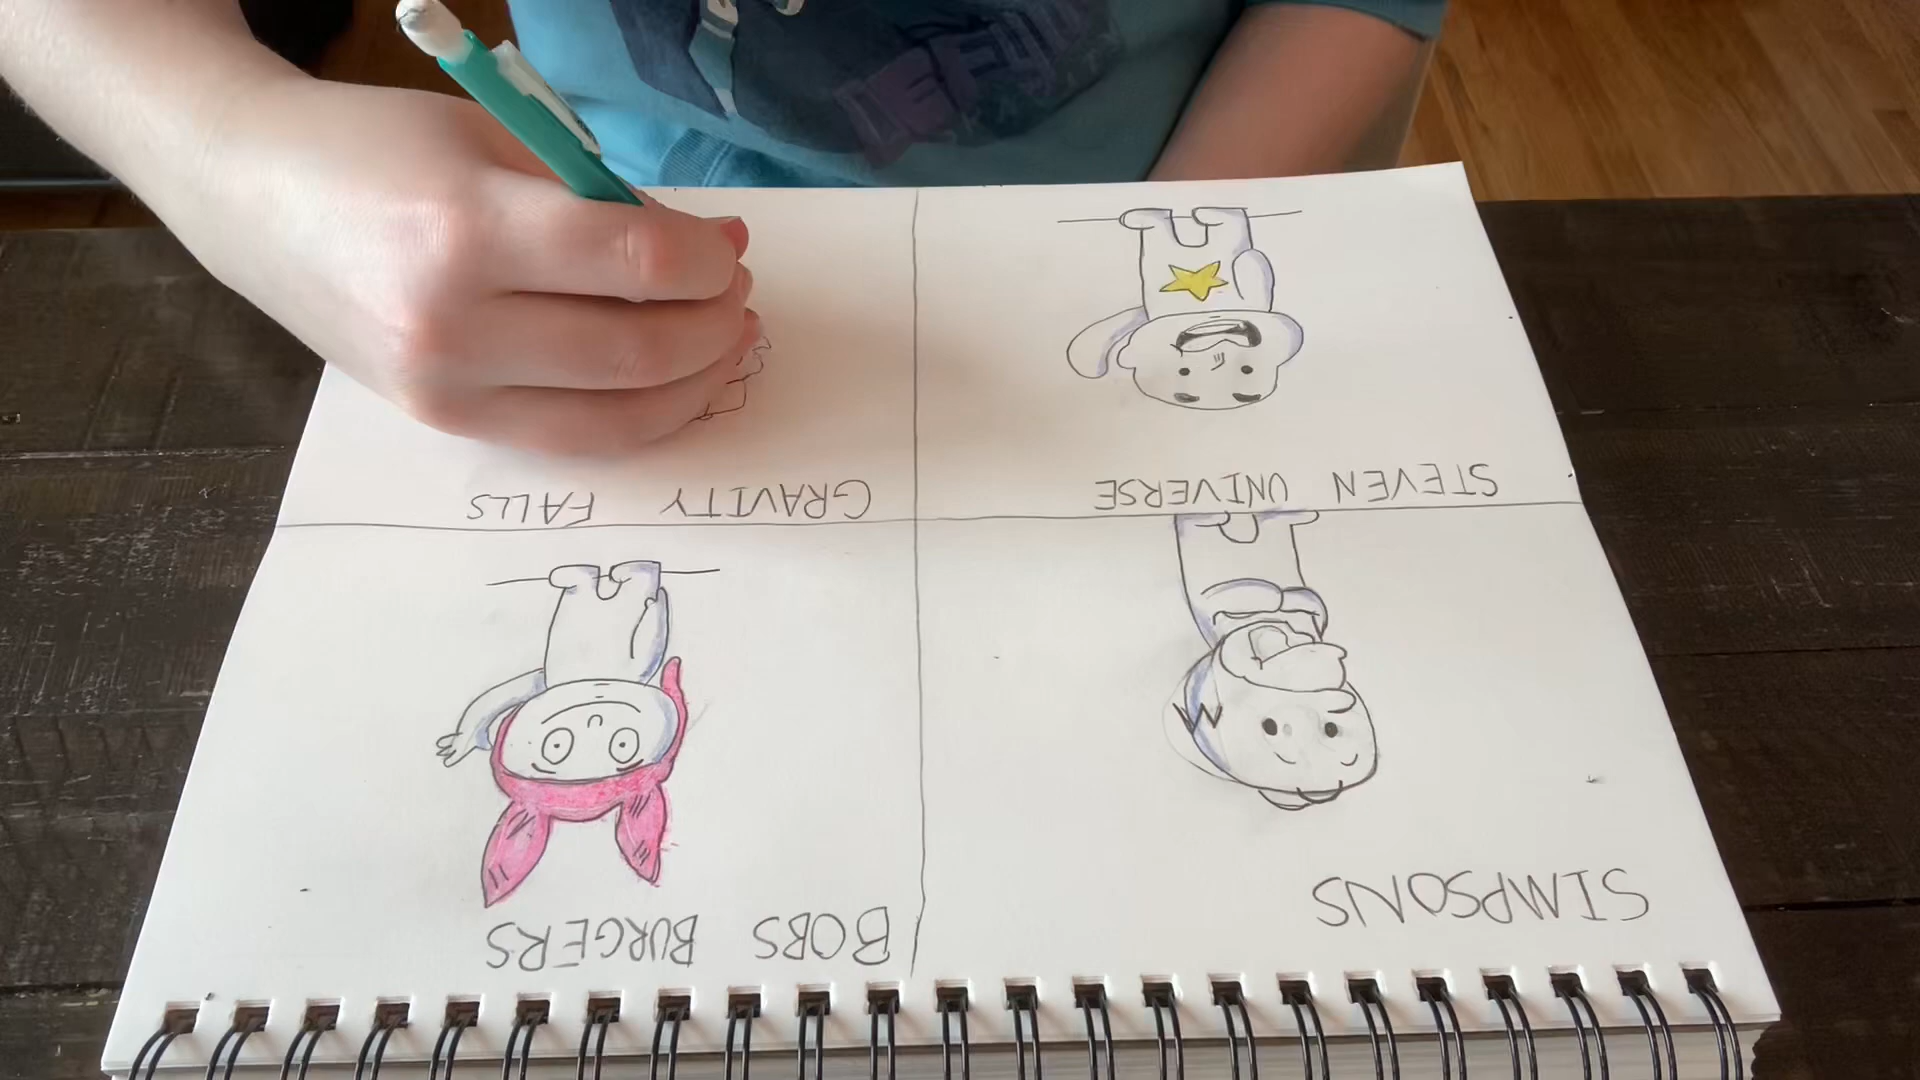 SIMPSONS
BOBS BURGERS
STEVEN UNIVERSE
GRAVITY FALLS